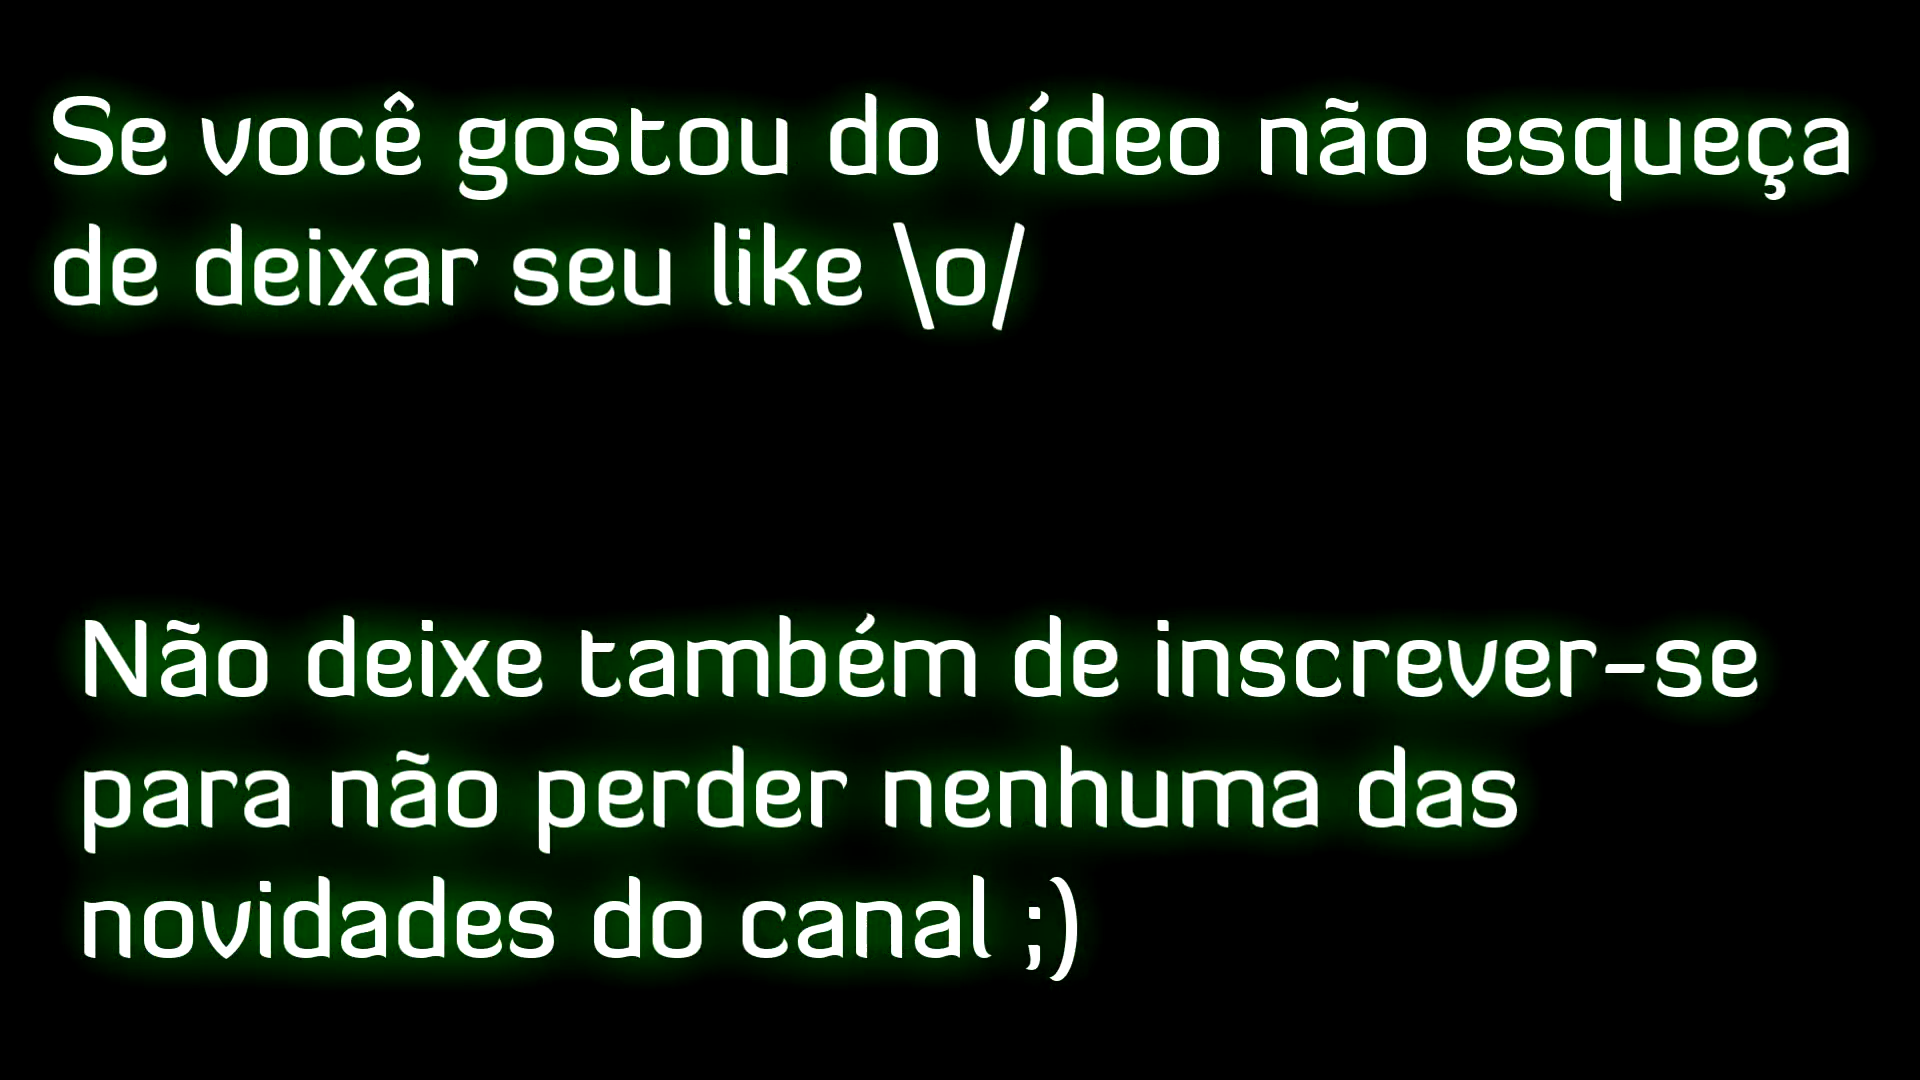 Se você gostou do vídeo não esqueça
de deixar seu like \o/
Não deixe também de inscrever-se
para não perder nenhuma das
novidades do canal ;)